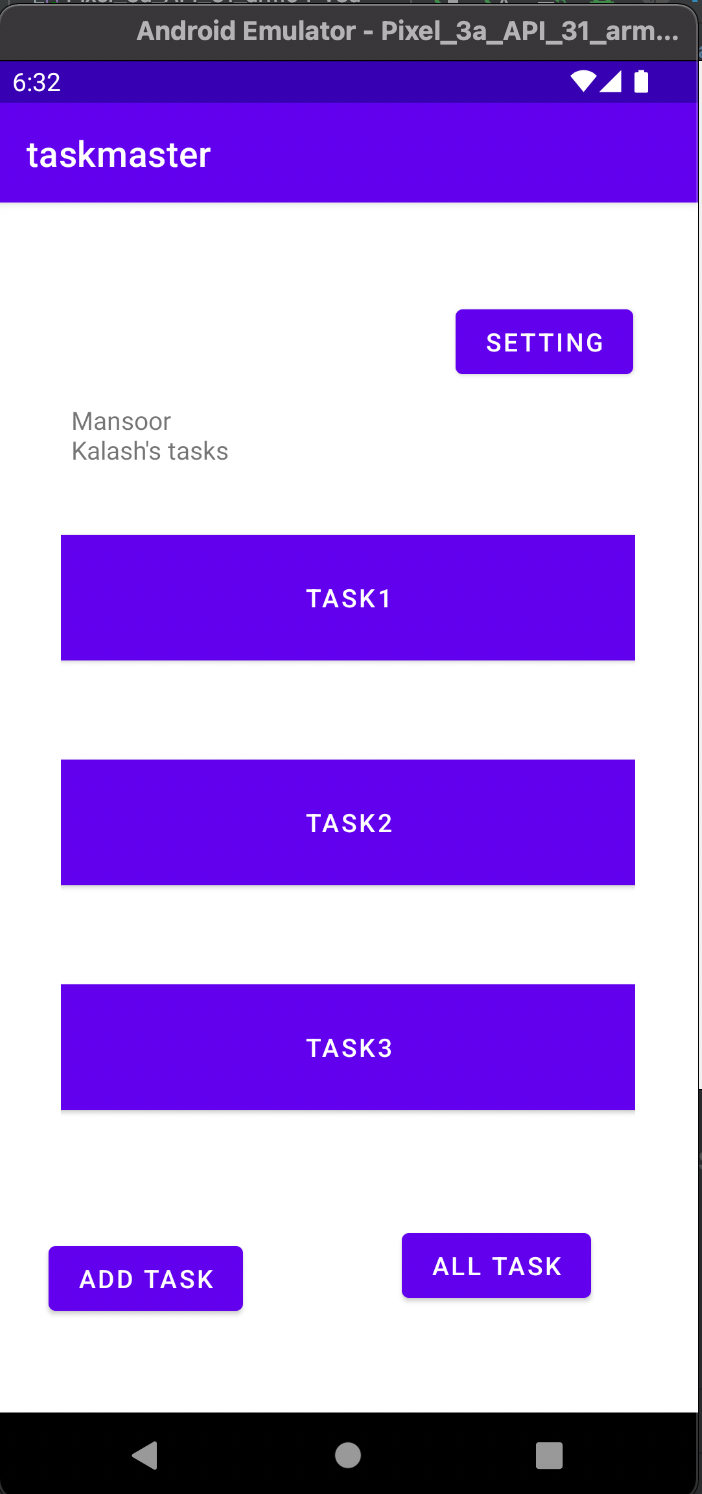 Android Emulator - Pixel_3a_API_31_arm...
6:32
taskmaster
SETTING
Mansoor
Kalash's tasks
TASK1
TASK2
TASK3
ADD TASK
ALL TASK